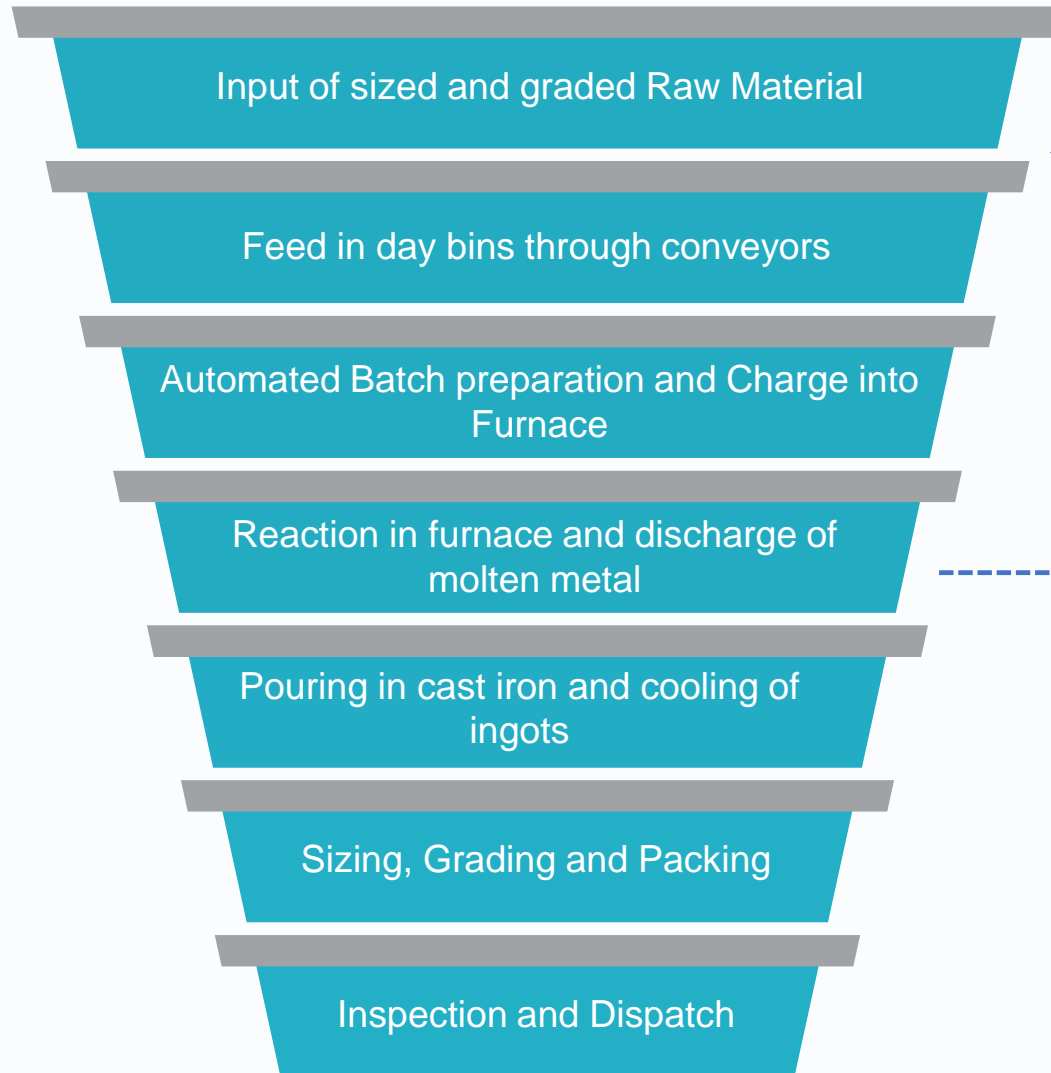 Input of sized and graded Raw Material
Feed in day bins through conveyors
Automated Batch preparation and Charge into
Furnace
Reaction in furnace and discharge of
molten metal
Pouring in cast iron and cooling of
ingots
Sizing, Grading and Packing
Inspection and Dispatch